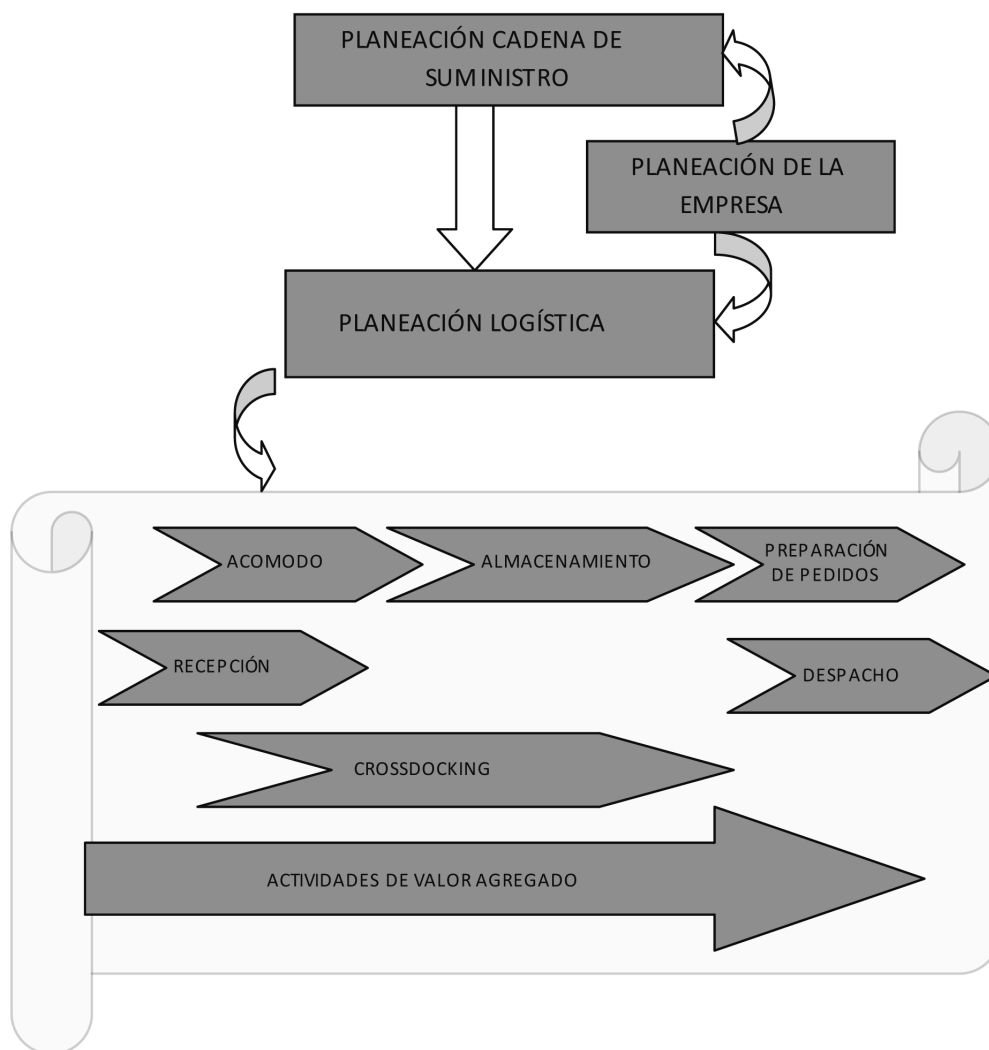 PLANEACIÓN CADENA DE
SUMINISTRO
PLANEACIÓN DE LA
EMPRESA
PLANEACIÓN LOGÍSTICA
ACOMODO
ALMACENAMIENTO
PREPARACIÓN
DE PEDIDOS
RECEPCIÓN
DESPACHO
CROSSDOCKING
ACTIVIDADES DE VALOR AGREGADO